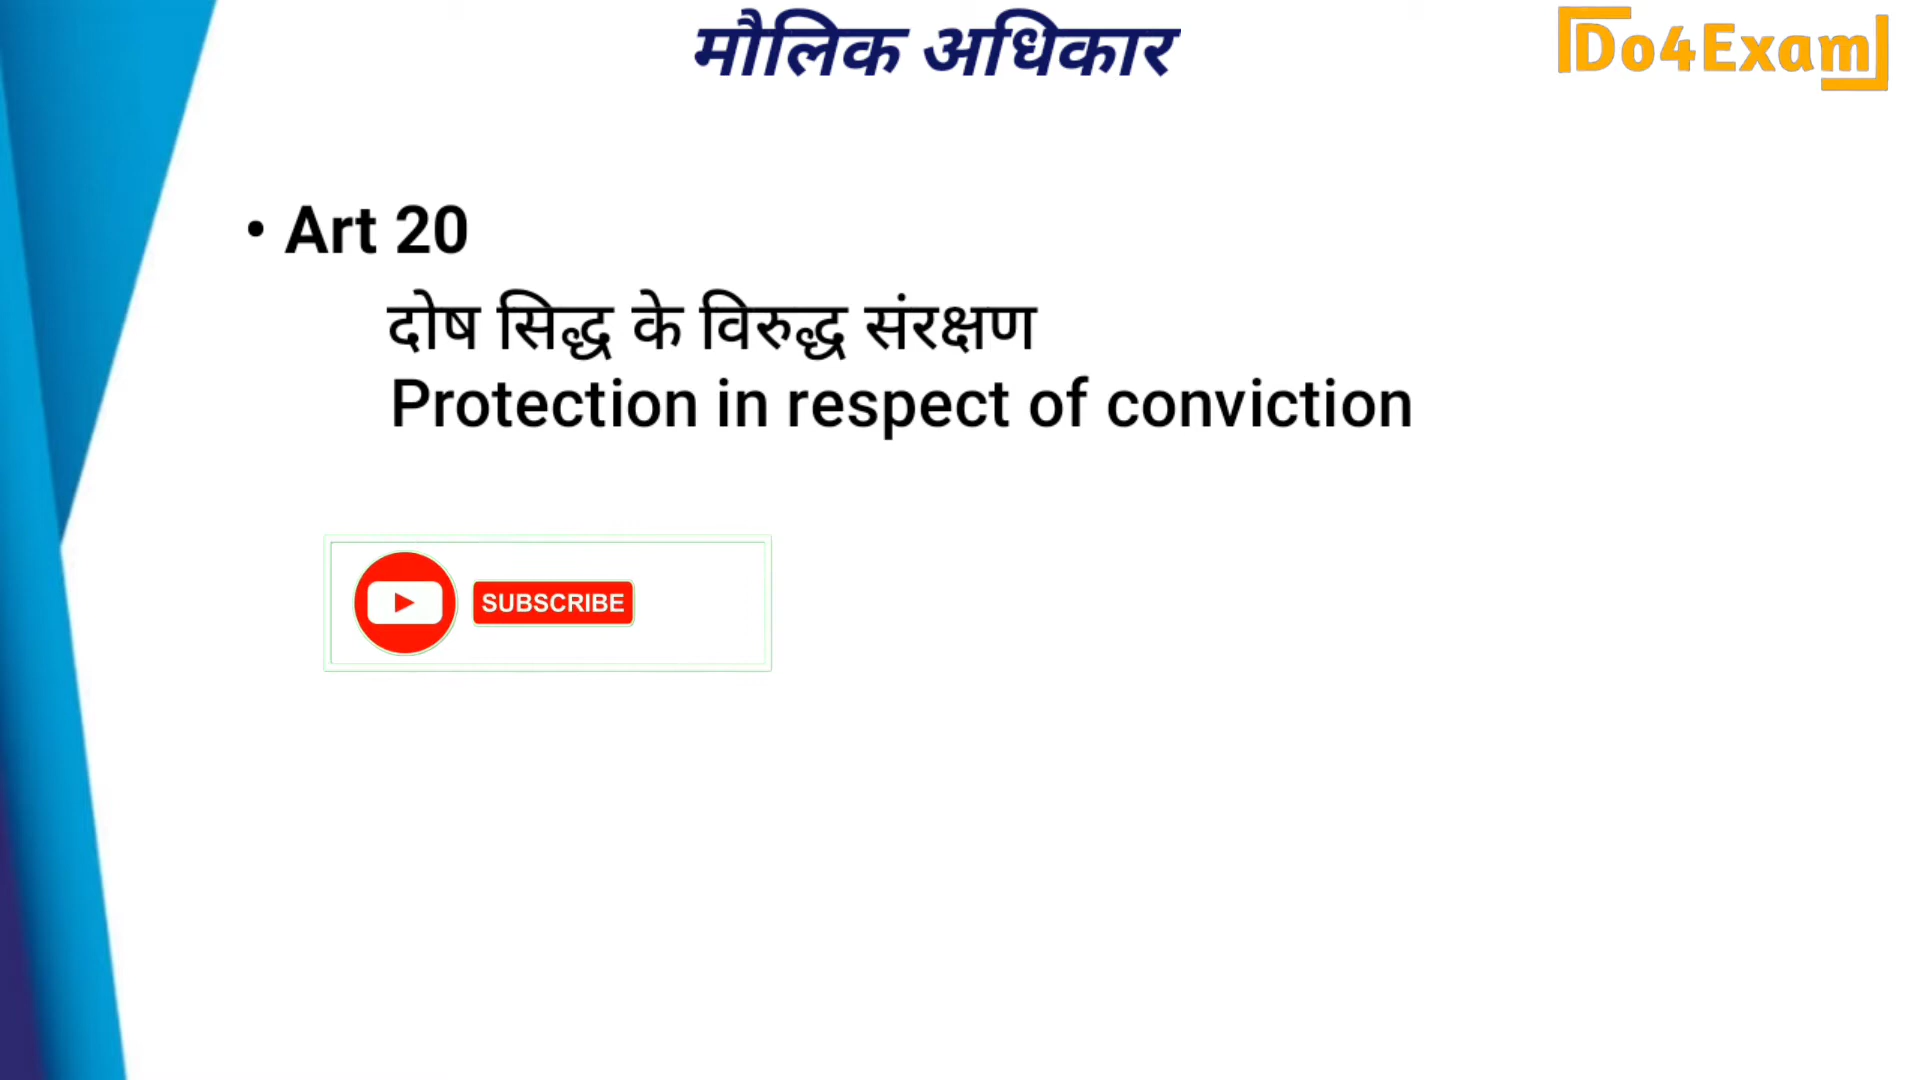 मौलिक अधिकार
Do4Exam
• Art 20
दोष सिद्ध के विरुद्ध संरक्षण
Protection in respect of conviction
SUBSCRIBE